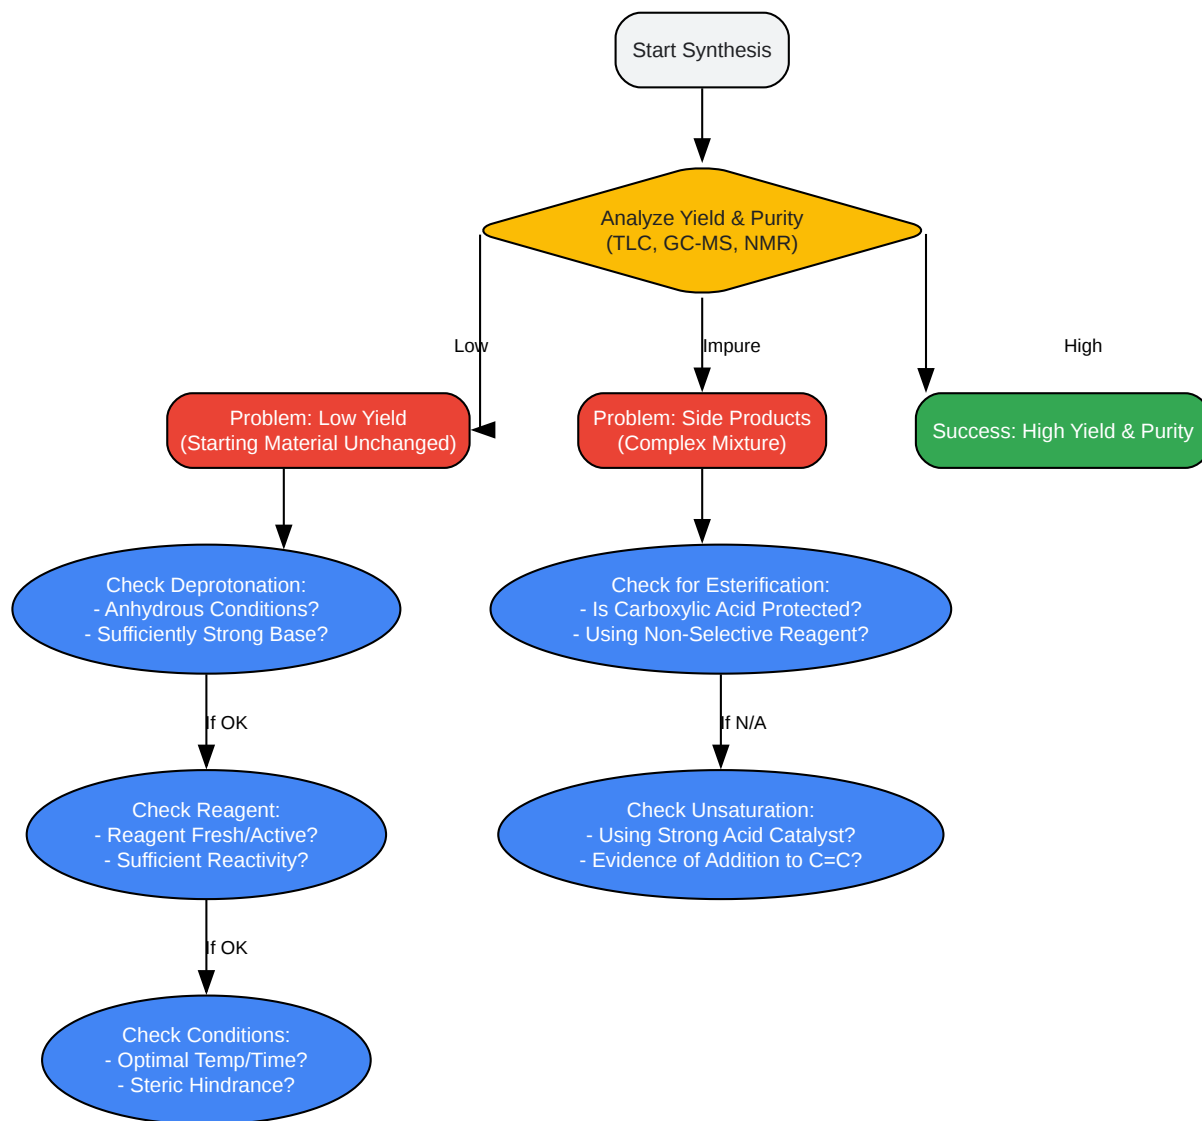 Start Synthesis
Analyze Yield & Purity
(TLC, GC-MS, NMR)
Low
Impure
High
Problem: Low Yield
(Starting Material Unchanged)
Problem: Side Products
(Complex Mixture)
Success: High Yield & Purity
Check Deprotonation:
- Anhydrous Conditions?
- Sufficiently Strong Base?
Check for Esterification:
- Is Carboxylic Acid Protected?
- Using Non-Selective Reagent?
If OK
If N/A
Check Reagent:
- Reagent Fresh/Active?
- Sufficient Reactivity?
Check Unsaturation:
- Using Strong Acid Catalyst?
- Evidence of Addition to C=C?
If OK
Check Conditions:
- Optimal Temp/Time?
- Steric Hindrance?